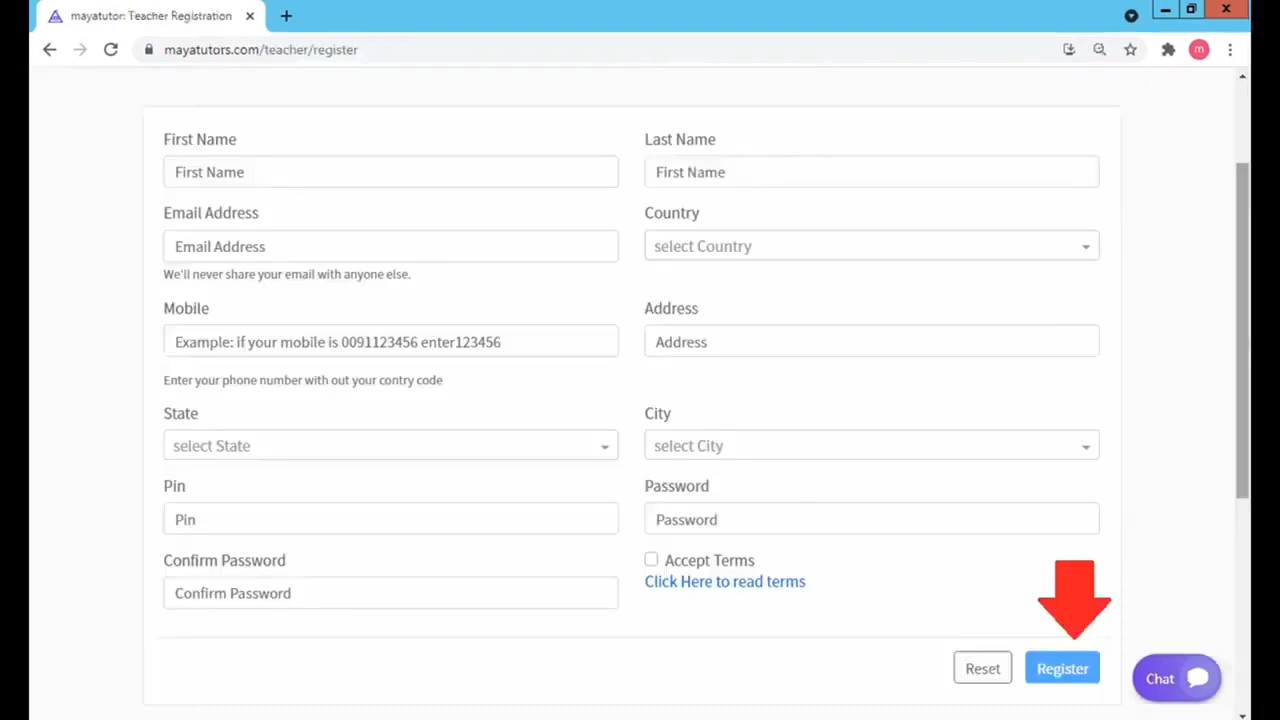 mayatutor: Teacher Registration
mayatutors.com/teacher/register
m
First Name
Last Name
First Name
First Name
Email Address
Country
Email Address
select Country
We'll never share your email with anyone else.
Mobile
Address
Example: if your mobile is 0091123456 enter123456
Address
Enter your phone number with out your contry code
State
City
select State
select City
Pin
Password
Pin
Password
Confirm Password
Accept Terms
Click Here to read terms
Confirm Password
Reset
Register
Chat